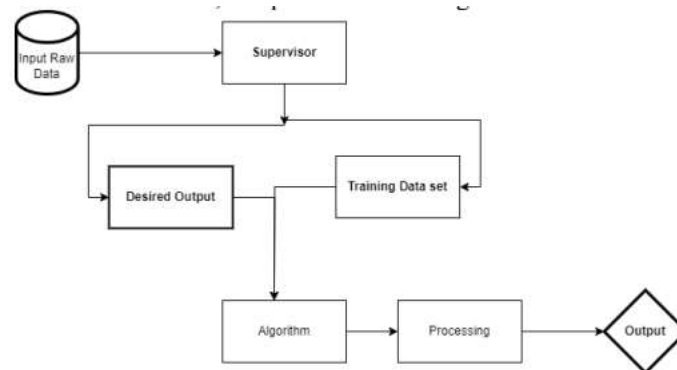 Input Raw
Data
Supervisor
Desired Output
Training Data set
Algorithm
Processing
Output